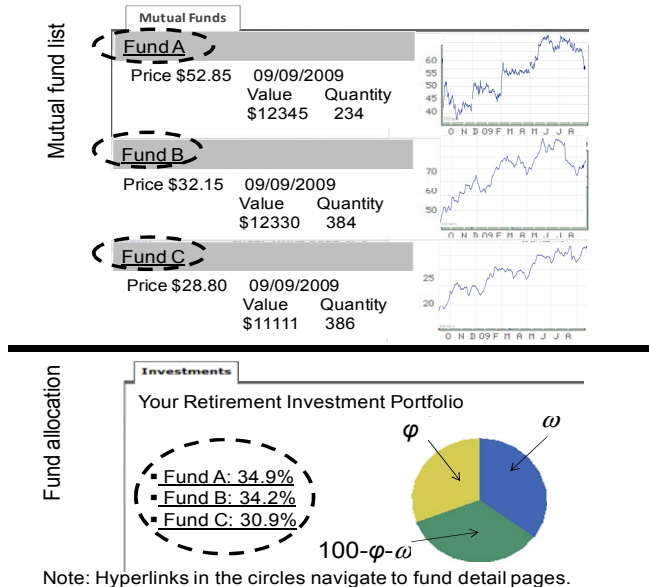 Mutual fund list
Mutual Funds
Fund A
Price $52.85 09/09/2009
Value Quantity
$12345 234
60
55
50
45
40
O N D 09 F M A M J J A
Fund B
Price $32.15 09/09/2009
Value Quantity
$12330 384
70
60
50
O N D 09 F M A M J J A
Fund C
Price $28.80 09/09/2009
Value Quantity
$11111 386
25
20
O N D 09 F M A M J J A
Fund allocation
Investments
Your Retirement Investment Portfolio
φ
ω
▪ Fund A: 34.9%
▪ Fund B: 34.2%
▪ Fund C: 30.9%
100-φ-ω
Note: Hyperlinks in the circles navigate to fund detail pages.